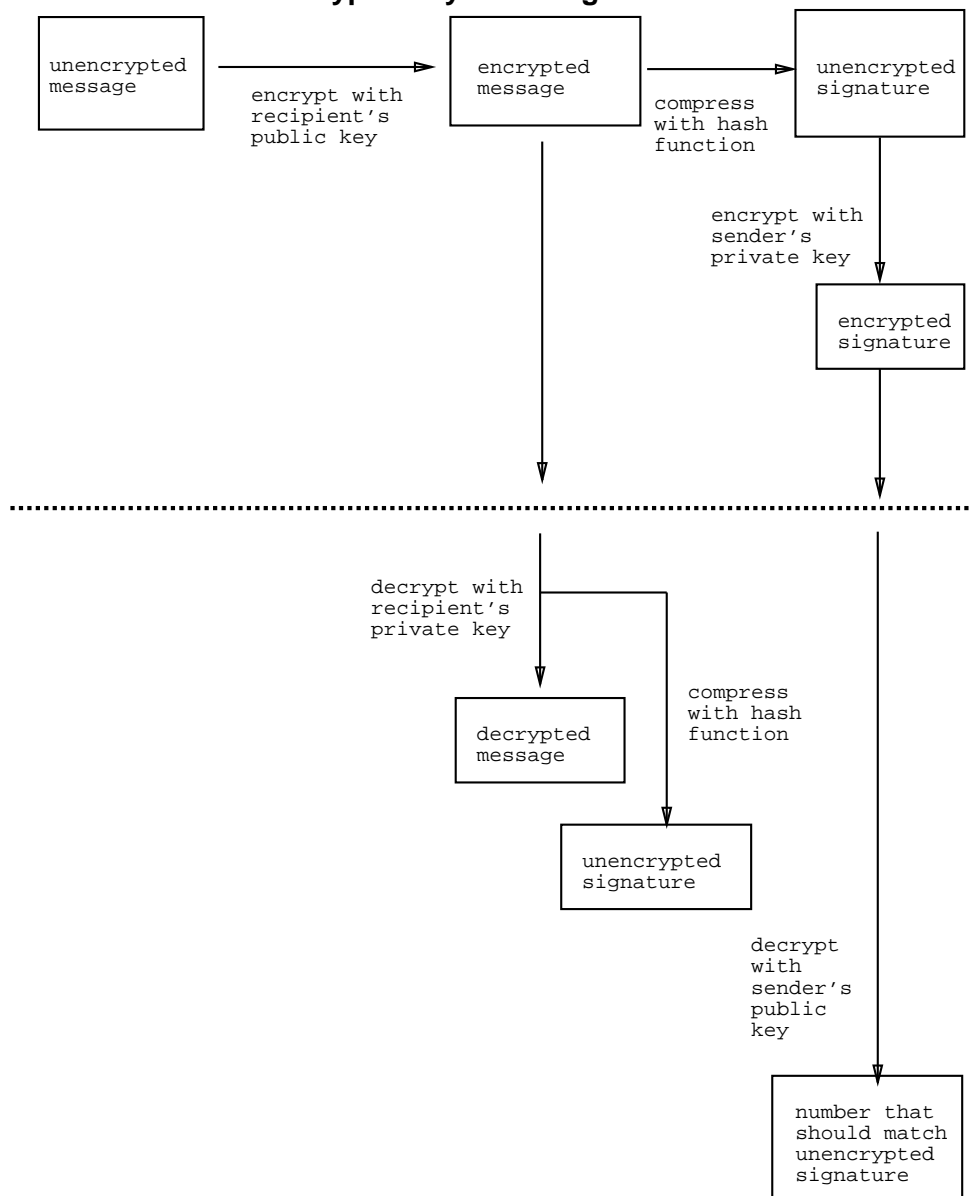 unencrypted
message
encrypt with
recipient's
public key
encrypted
message
compress
with hash
function
unencrypted
signature
encrypt with
sender's
private key
encrypted
signature
decrypt with
recipient's
private key
decrypted
message
compress
with hash
function
unencrypted
signature
decrypt
with
sender's
public
key
number that
should match
unencrypted
signature